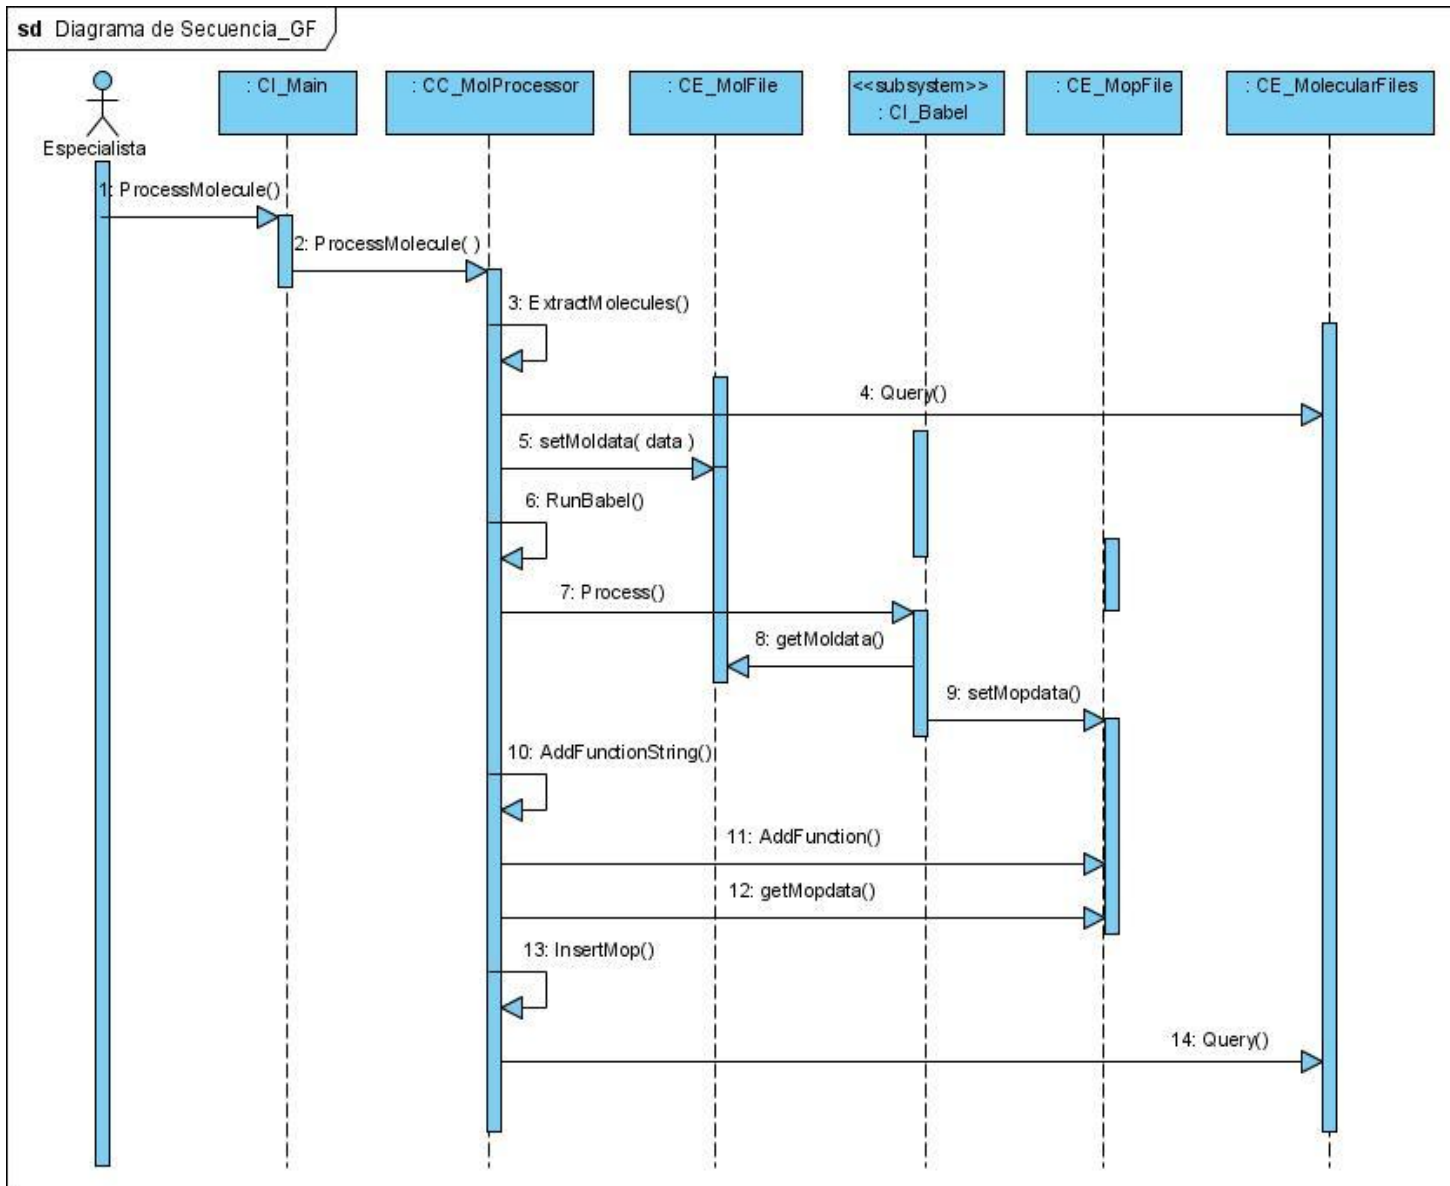 sd Diagrama de Secuencia_GF
: CI_Main
: CC_MolProcessor
: CE_MolFile
<<subsystem>>
: CI_Babel
: CE_MopFile
: CE_MolecularFiles
Especialista
1: ProcessMolecule()
2: ProcessMolecule( )
3: ExtractMolecules()
4: Query()
5: setMoldata( data )
6: RunBabel()
7: Process()
8: getMoldata()
9: setMopdata()
10: AddFunctionString()
11: AddFunction()
12: getMopdata()
13: InsertMop()
14: Query()